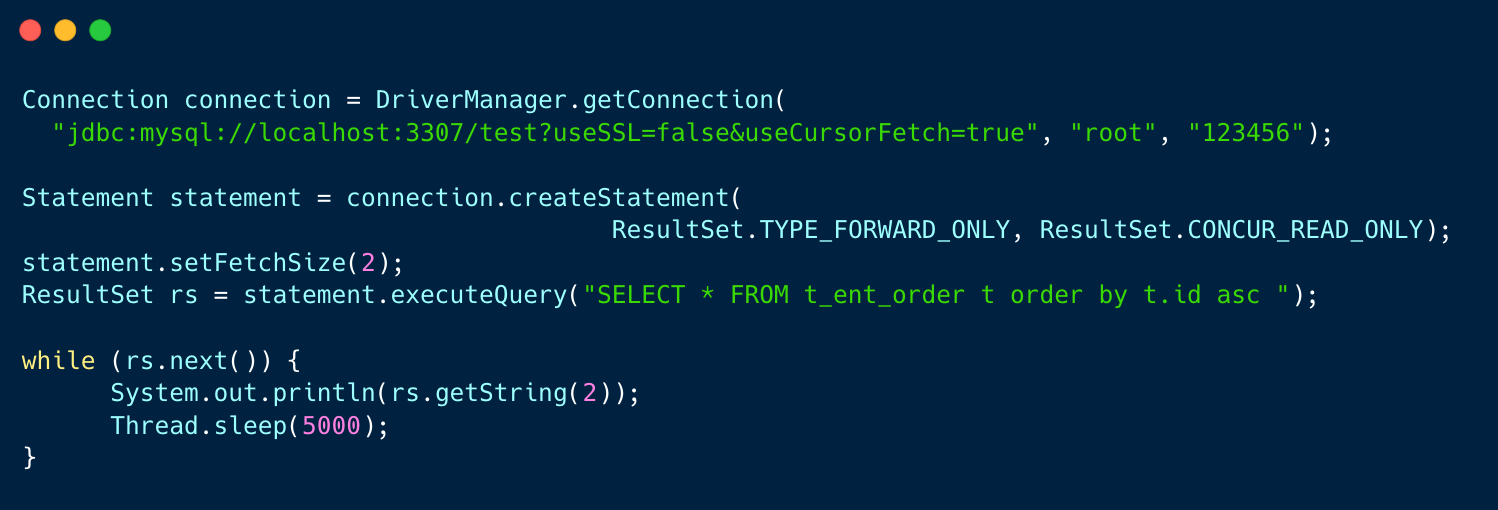 Connection connection = DriverManager.getConnection(
  "jdbc:mysql://localhost:3307/test?useSSL=false&useCursorFetch=true", "root", "123456");
Statement statement = connection.createStatement(
                                        ResultSet.TYPE_FORWARD_ONLY, ResultSet.CONCUR_READ_ONLY);
statement.setFetchSize(2);
ResultSet rs = statement.executeQuery("SELECT * FROM t_ent_order t order by t.id asc ");
while (rs.next()) {
      System.out.println(rs.getString(2));
      Thread.sleep(5000);
}